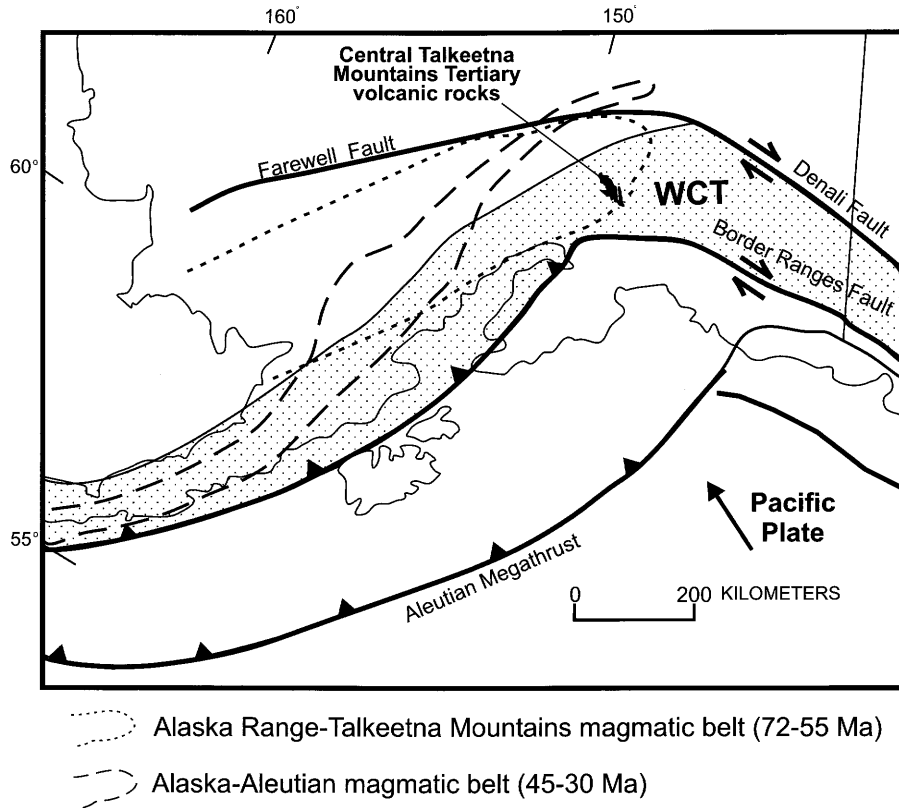 160°
150°
Central Talkeetna
Mountains Tertiary
volcanic rocks
Farewell Fault
60°
WCT
Denali Fault
Border Ranges Fault
55°
Pacific
Plate
Aleutian Megathrust
0
200 KILOMETERS
Alaska Range-Talkeetna Mountains magmatic belt (72-55 Ma)
Alaska-Aleutian magmatic belt (45-30 Ma)